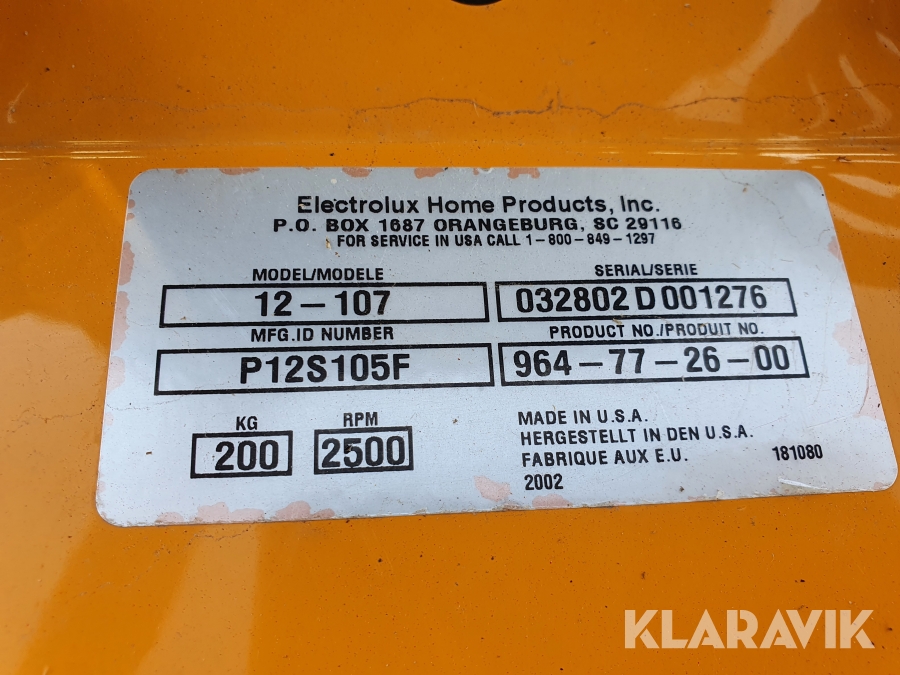 Electrolux Home Products, Inc.
P.O. BOX 1687 ORANGEBURG, SC 29116
FOR SERVICE IN USA CALL 1-800-849-1297
MODEL/MODELE
12-107
SERIAL/SERIE
032802 D 001276
MFG.ID NUMBER
P12S105F
PRODUCT NO./PRODUIT NO.
964-77-26-00
KG
200
RPM
2500
MADE IN U.S.A.
HERGESTELLT IN DEN U.S.A.
FABRIQUE AUX E.U.
2002
181080
KLARAVIK